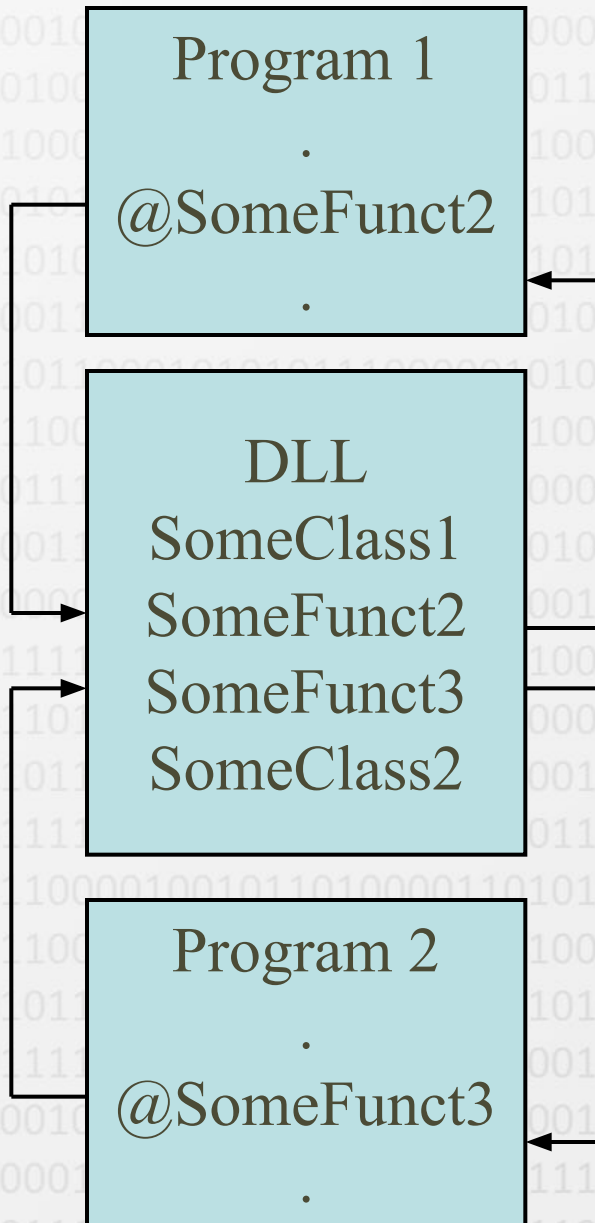 Program 1
.
@SomeFunct2
.
DLL
SomeClass1
SomeFunct2
SomeFunct3
SomeClass2
Program 2
.
@SomeFunct3
.